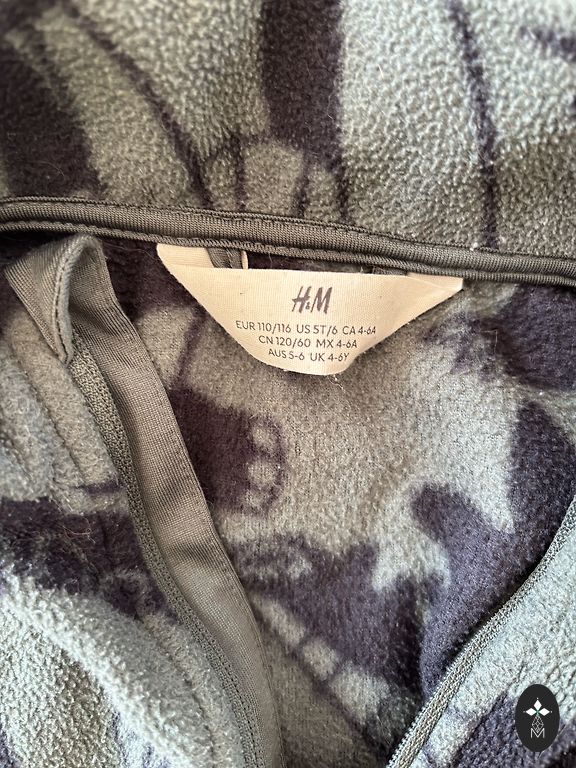 H&M
EUR 110/116 US 5T/6 CA 4-6A
CN 120/60 MX 4-6A
AUS 5-6 UK 4-6Y
M